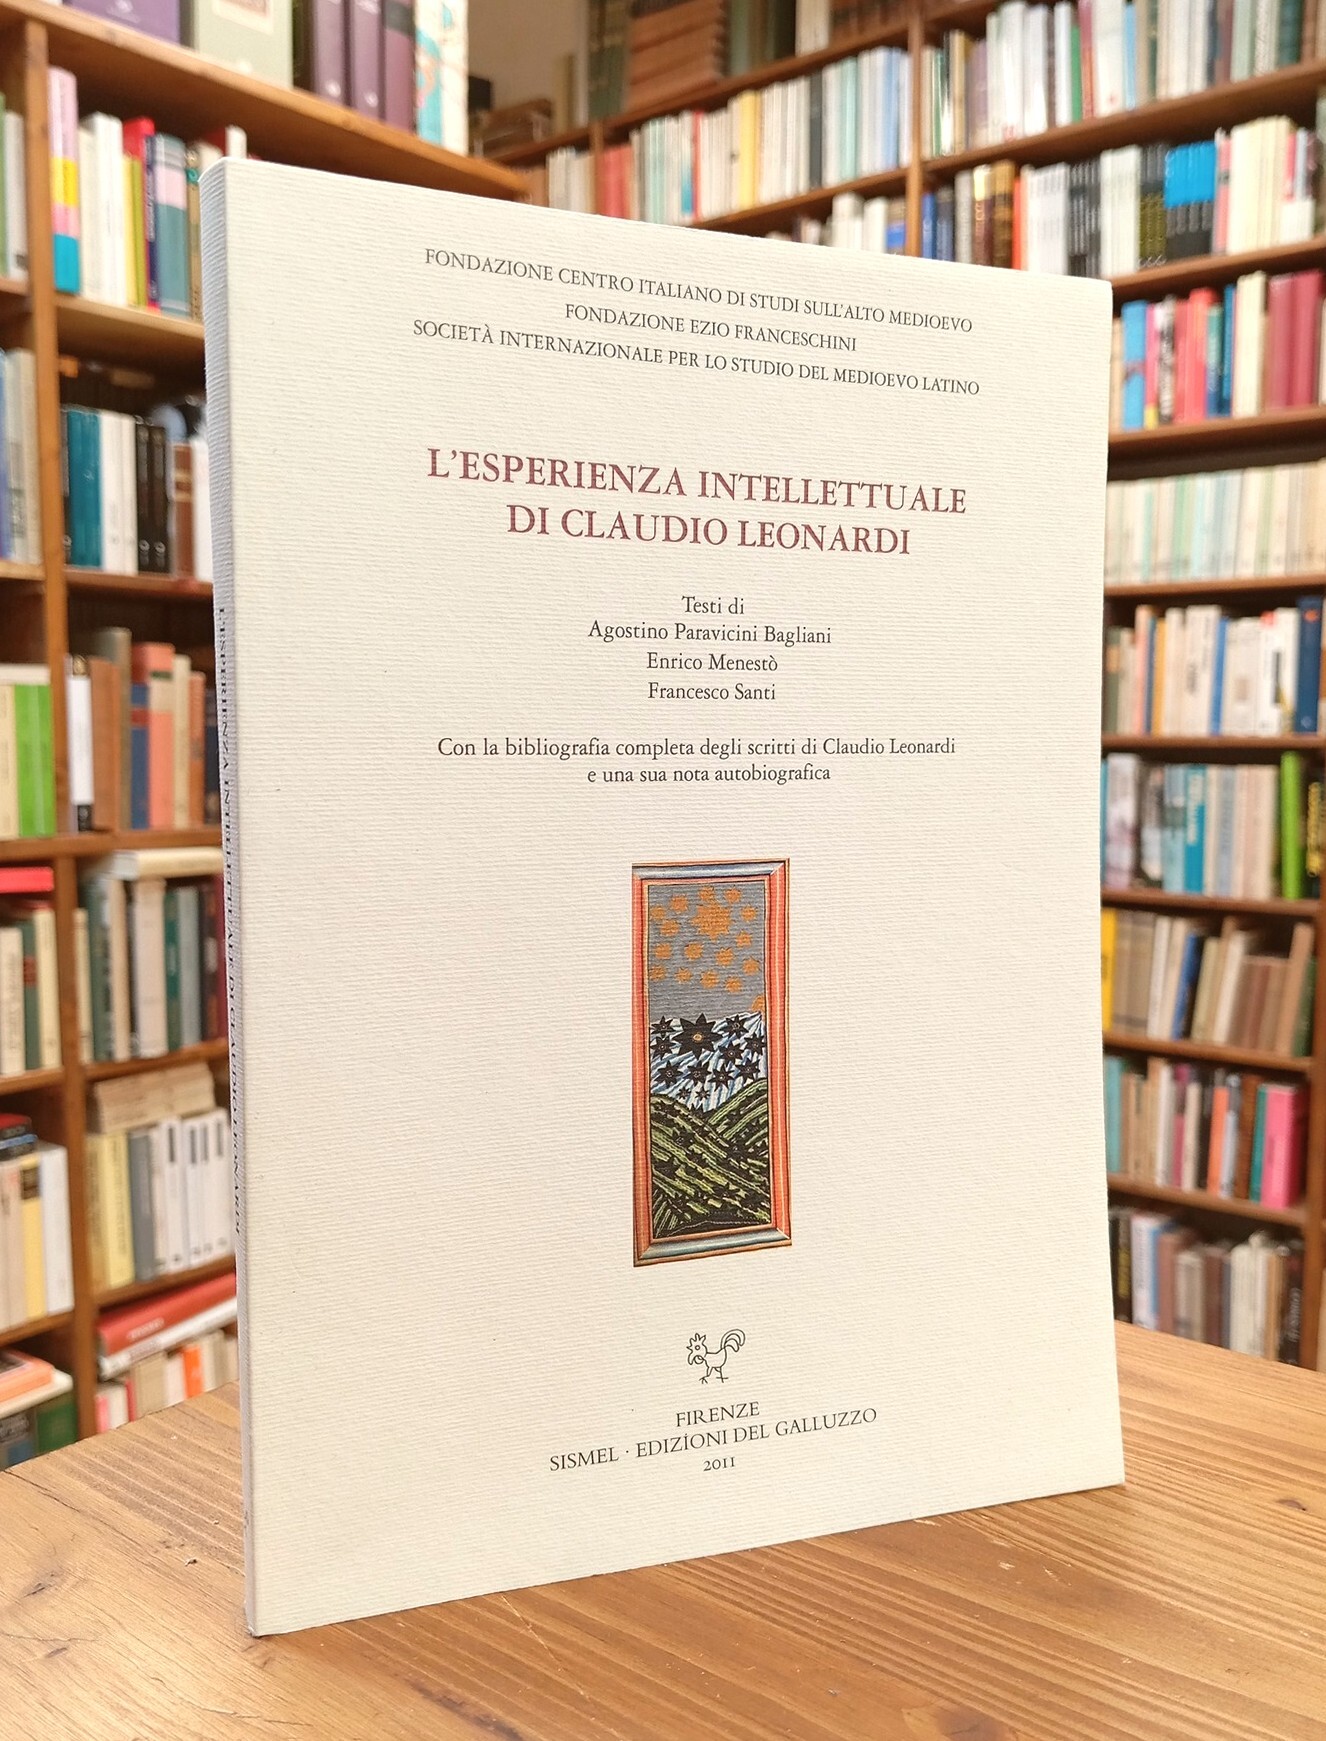 FONDAZIONE CENTRO ITALIANO DI STUDI SULL'ALTO MEDIOEVO
FONDAZIONE EZIO FRANCESCHINI
SOCIETÀ INTERNAZIONALE PER LO STUDIO DEL MEDIOEVO LATINO
L'ESPERIENZA INTELLETTUALE
DI CLAUDIO LEONARDI
Testi di
Agostino Paravicini Bagliani
Enrico Menestò
Francesco Santi
Con la bibliografia completa degli scritti di Claudio Leonardi
e una sua nota autobiografica
FIRENZE
SISMEL · EDIZIONI DEL GALLUZZO
2011
L'ESPERIENZA INTELLETTUALE DI CLAUDIO LEONARDI